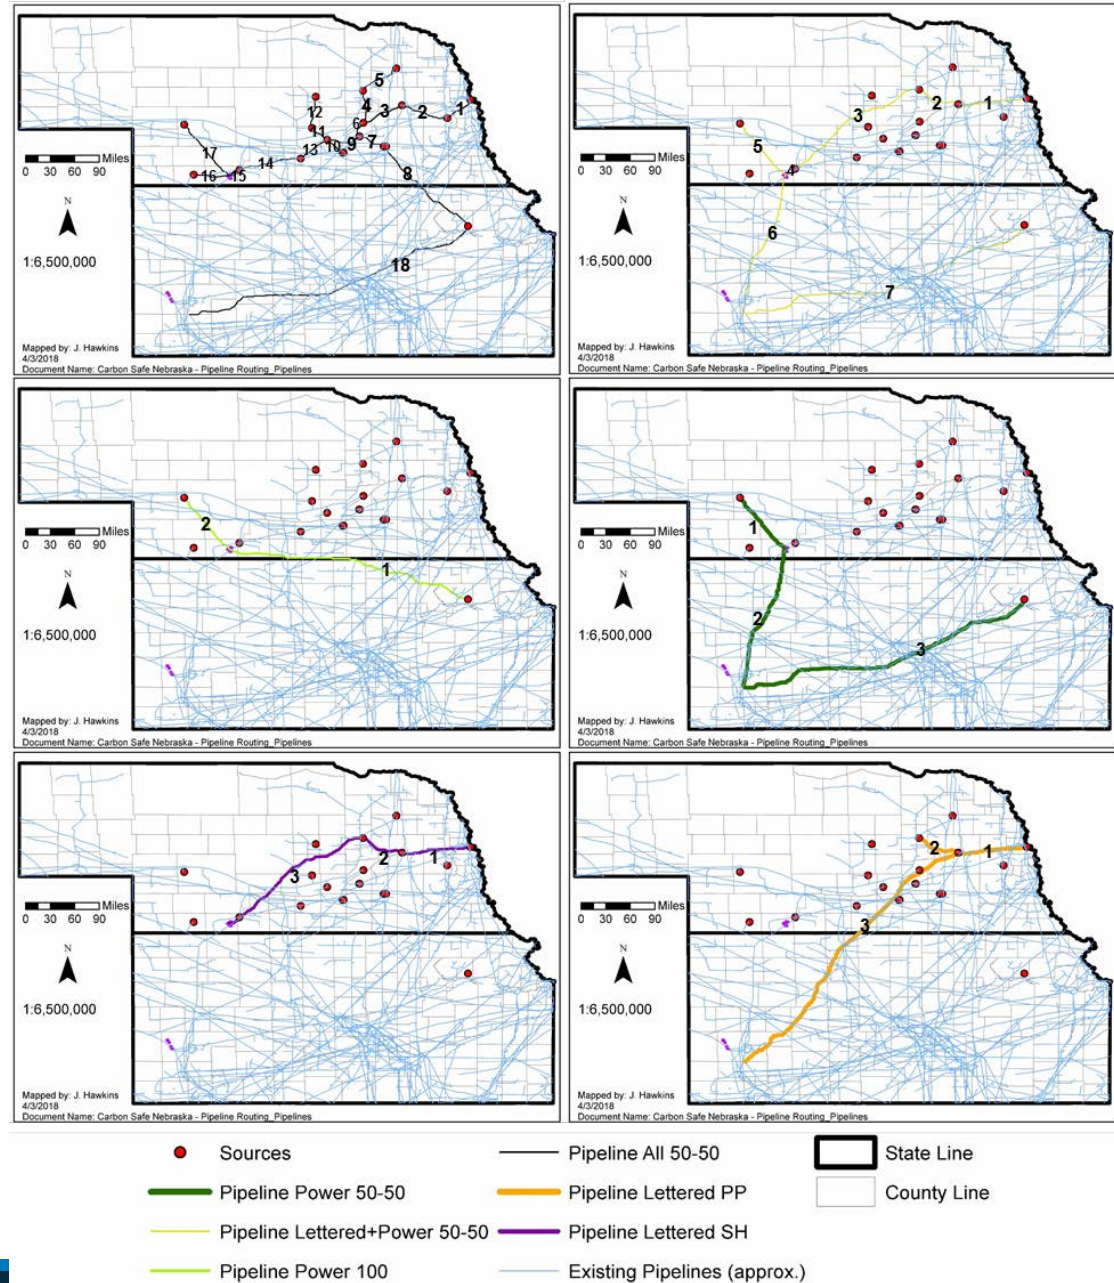 5
12
4
3
2
1
6
11
10
9
7
13
17
14
8
16
15
0 30 60 90 Miles
N
1:6,500,000
18
Mapped by: J. Hawkins
4/3/2018
Document Name: Carbon Safe Nebraska - Pipeline Routing_Pipelines
3
2
1
5
4
0 30 60 90 Miles
N
6
1:6,500,000
7
Mapped by: J. Hawkins
4/3/2018
Document Name: Carbon Safe Nebraska - Pipeline Routing_Pipelines
2
0 30 60 90 Miles
1
N
1:6,500,000
Mapped by: J. Hawkins
4/3/2018
Document Name: Carbon Safe Nebraska - Pipeline Routing_Pipelines
1
0 30 60 90 Miles
N
2
1:6,500,000
3
Mapped by: J. Hawkins
4/3/2018
Document Name: Carbon Safe Nebraska - Pipeline Routing_Pipelines
2
1
3
0 30 60 90 Miles
N
1:6,500,000
Mapped by: J. Hawkins
4/3/2018
Document Name: Carbon Safe Nebraska - Pipeline Routing_Pipelines
2
1
0 30 60 90 Miles
3
N
1:6,500,000
Mapped by: J. Hawkins
4/3/2018
Document Name: Carbon Safe Nebraska - Pipeline Routing_Pipelines
Sources
Pipeline All 50-50
State Line
Pipeline Power 50-50
Pipeline Lettered PP
County Line
Pipeline Lettered+Power 50-50
Pipeline Lettered SH
Pipeline Power 100
Existing Pipelines (approx.)